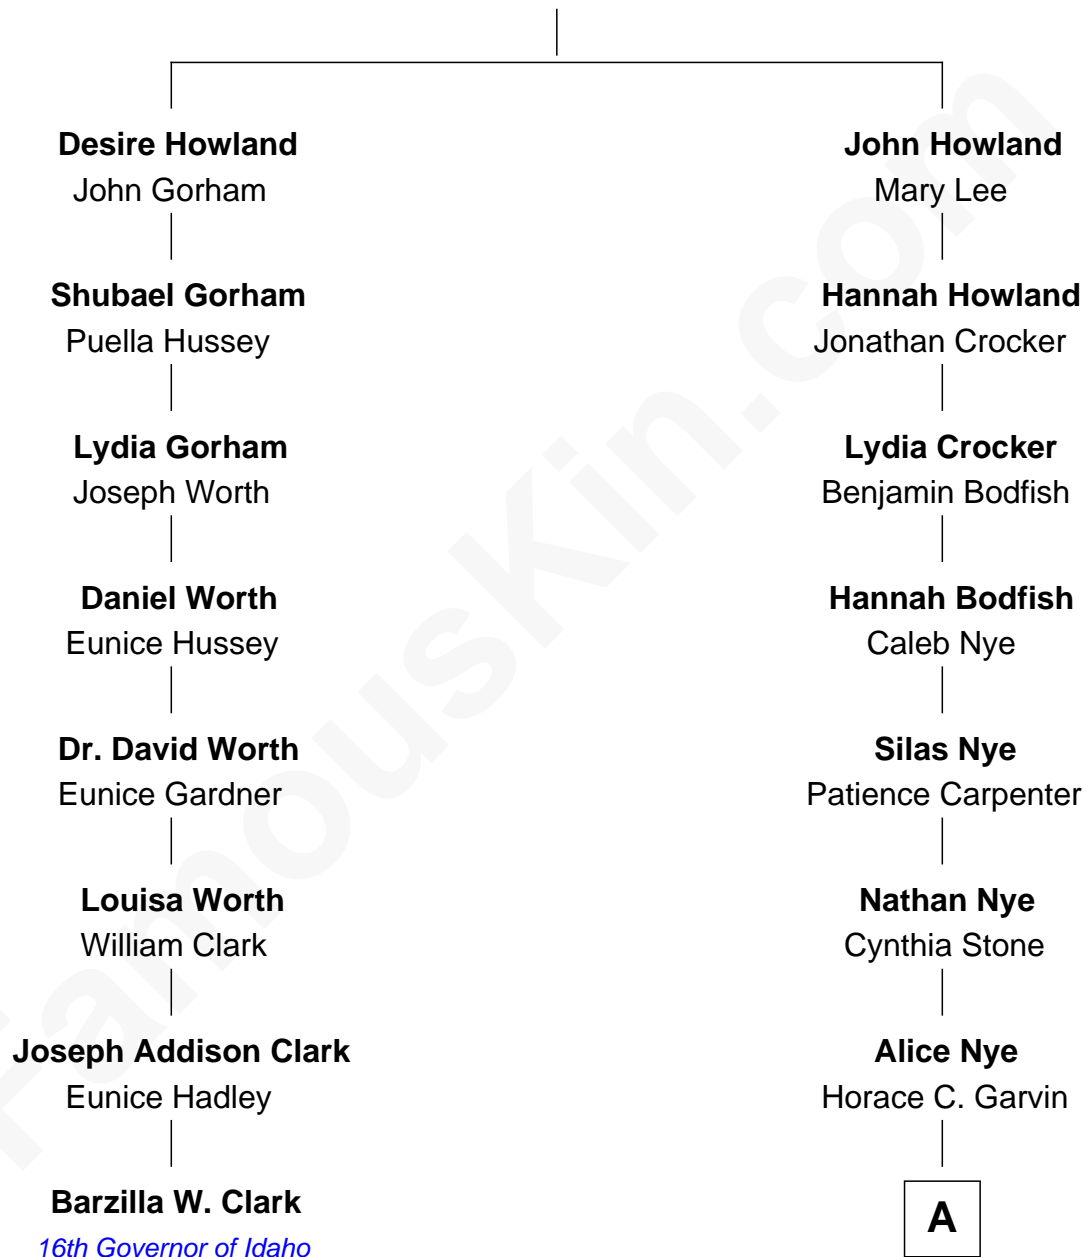 Desire Howland
John Gorham
Shubael Gorham
Puella Hussey
Lydia Gorham
Joseph Worth
Daniel Worth
Eunice Hussey
Dr. David Worth
Eunice Gardner
Louisa Worth
William Clark
Joseph Addison Clark
Eunice Hadley
Barzilla W. Clark
16th Governor of Idaho
John Howland
Mary Lee
Hannah Howland
Jonathan Crocker
Lydia Crocker
Benjamin Bodfish
Hannah Bodfish
Caleb Nye
Silas Nye
Patience Carpenter
Nathan Nye
Cynthia Stone
Alice Nye
Horace C. Garvin
A
FamousKin.com